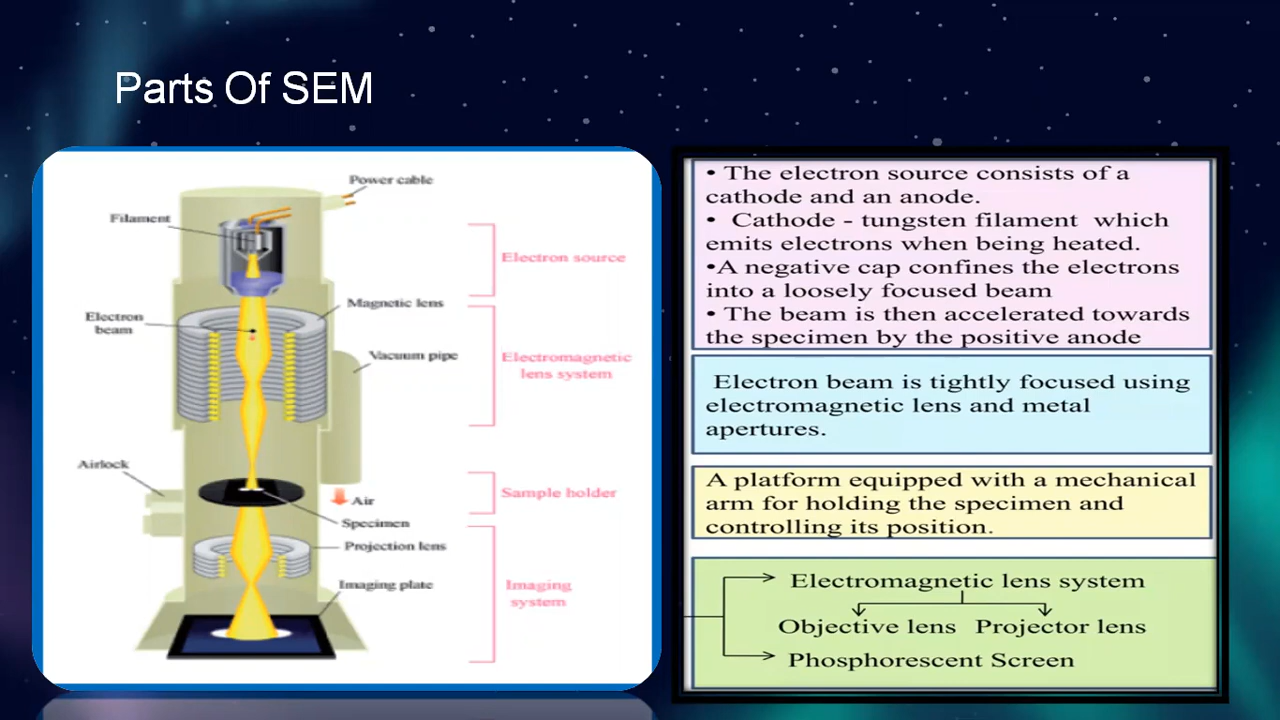 Parts Of SEM
Power cable
Filament
Electron source
Magnetic lens
Electron
beam
Vacuum pipe
Electromagnetic
lens system
Airlock
Air
Sample holder
Specimen
Projection lens
Imaging plate
Imaging
system
• The electron source consists of a
cathode and an anode.
• Cathode - tungsten filament which
emits electrons when being heated.
•A negative cap confines the electrons
into a loosely focused beam
• The beam is then accelerated towards
the specimen by the positive anode
Electron beam is tightly focused using
electromagnetic lens and metal
apertures.
A platform equipped with a mechanical
arm for holding the specimen and
controlling its position.
Electromagnetic lens system
Objective lens Projector lens
Phosphorescent Screen